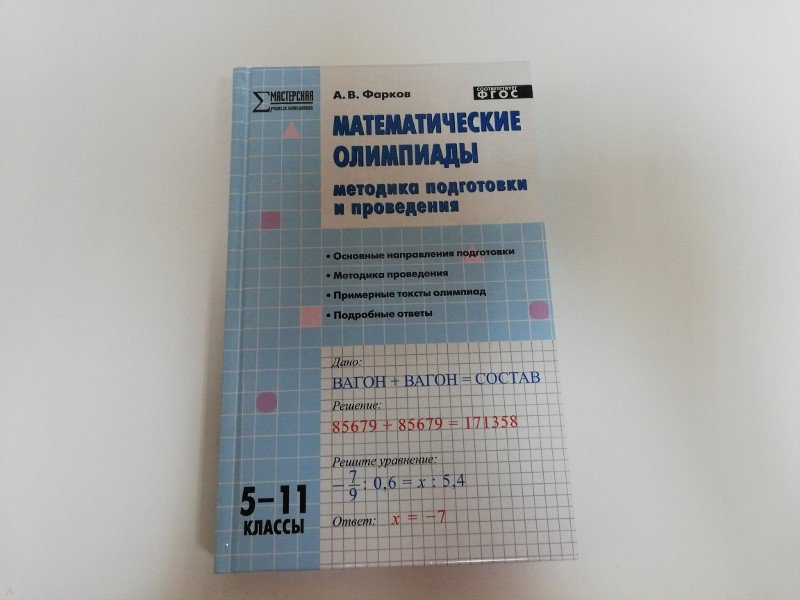 МАСТЕРСКАЯ
УЧИТЕЛЯ МАТЕМАТИКИ
А. В. Фарков
СООТВЕТСТВУЕТ
ФГОС
МАТЕМАТИЧЕСКИЕ
ОЛИМПИАДЫ
методика подготовки
и проведения
• Основные направления подготовки
• Методика проведения
• Примерные тексты олимпиад
• Подробные ответы
Дано:
ВАГОН + ВАГОН = СОСТАВ
Решение:
85679 + 85679 = 171358
Решите уравнение:
−7/9 : 0,6 = x : 5,4
Ответ: x = −7
5–11
КЛАССЫ